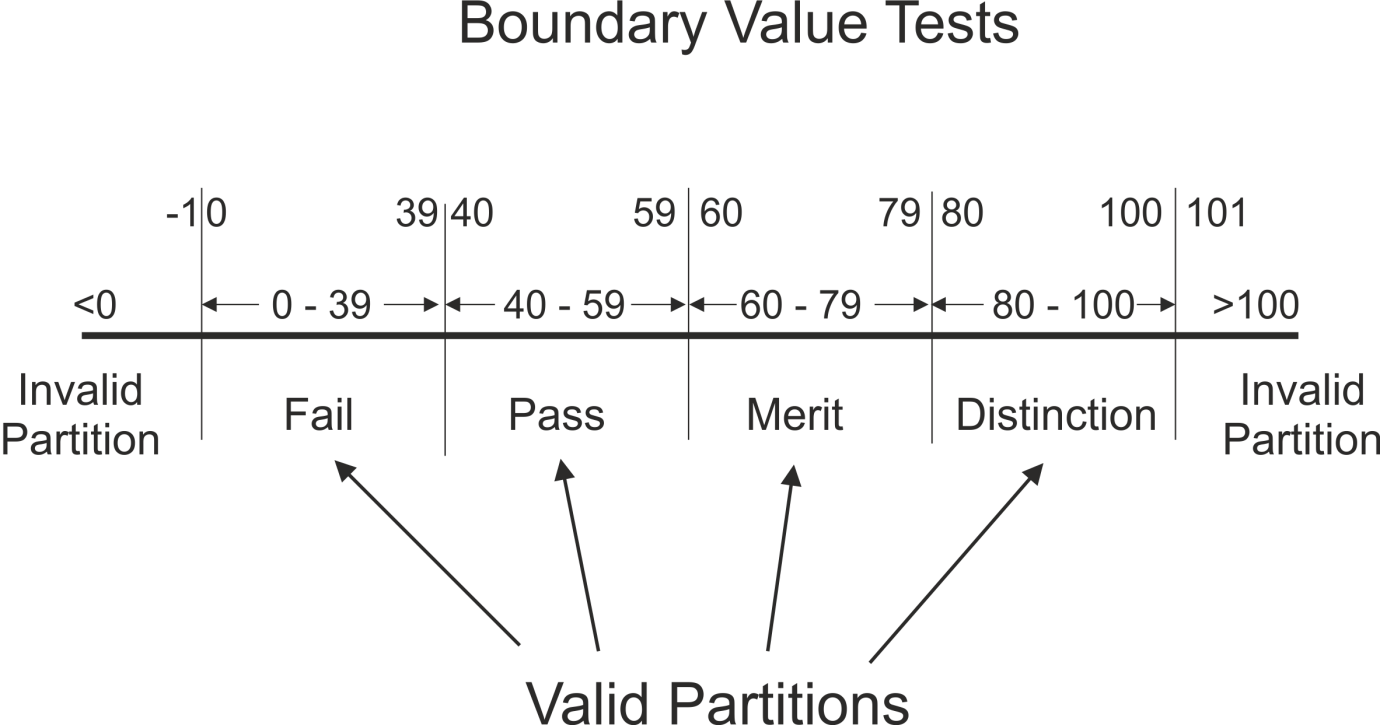 Boundary Value Tests
-1 0 39 40 59 60 79 80 100 101
<0 0 - 39 40 - 59 60 - 79 80 - 100 >100
Invalid Partition
Fail Pass Merit Distinction
Invalid Partition
Valid Partitions